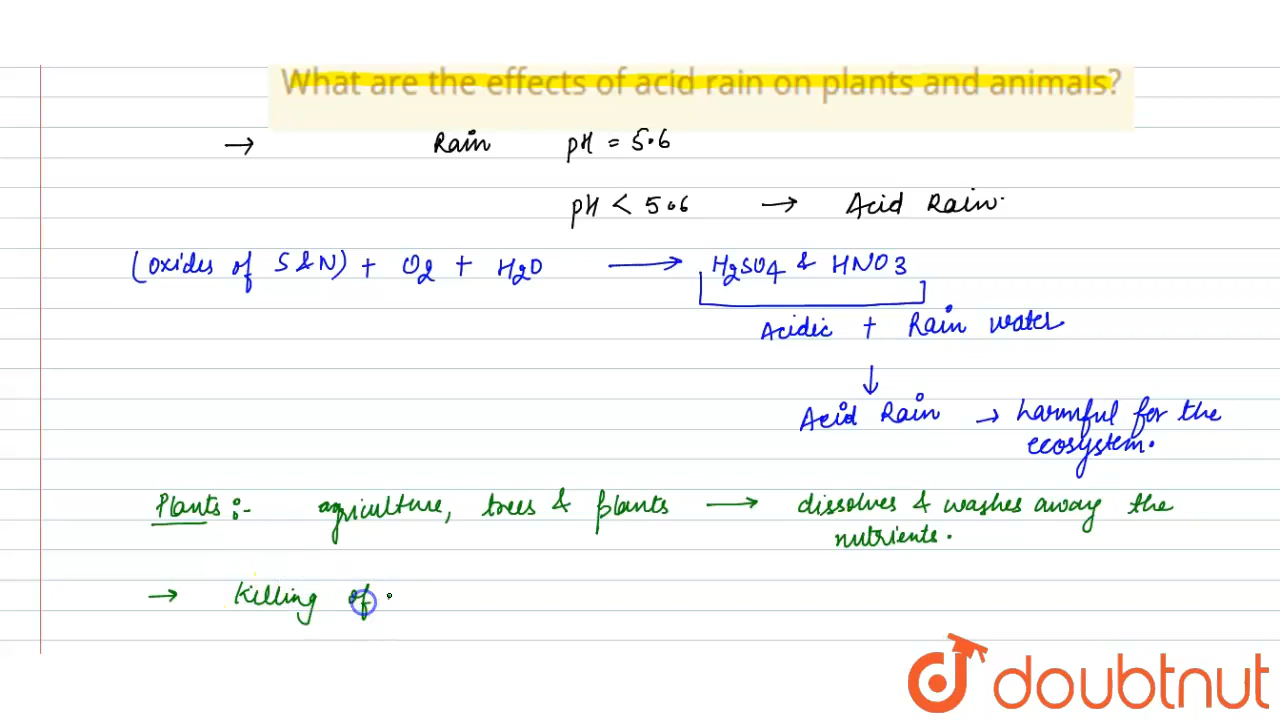 What are the effects of acid rain on plants and animals?
→ Rain pH = 5.6
pH < 5.6 → Acid Rain.
(oxides of S & N) + O2 + H2O → H2SO4 & HNO3
Acidic + Rain water
↓
Acid Rain → harmful for the
ecosystem.
Plants :- agriculture, trees & plants → dissolves & washes away the
nutrients.
→ Killing of
doubtnut